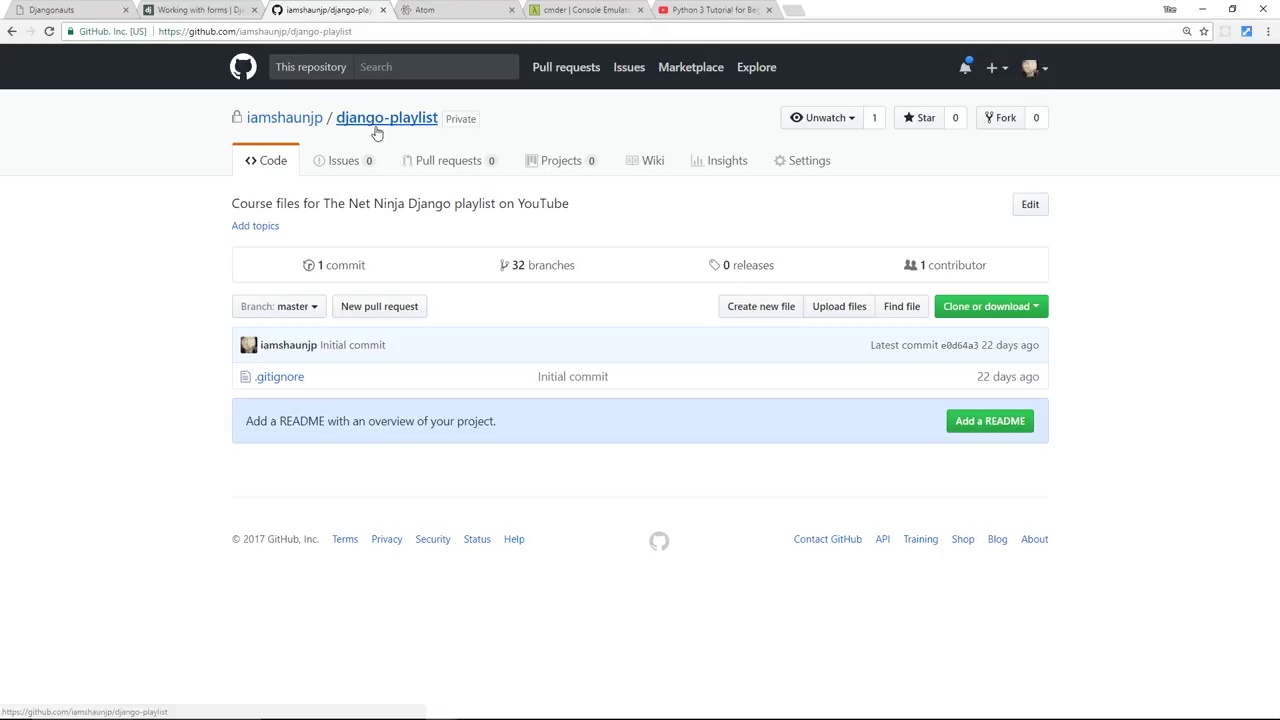 Djangonauts
Working with forms | Dj
iamshaunjp/django-play
Atom
cmder | Console Emulat
Python 3 Tutorial for Be
The
GitHub, Inc. [US] https://github.com/iamshaunjp/django-playlist
This repository Search Pull requests Issues Marketplace Explore
iamshaunjp / django-playlist Private Unwatch 1 Star 0 Fork 0
Code Issues 0 Pull requests 0 Projects 0 Wiki Insights Settings
Course files for The Net Ninja Django playlist on YouTube Edit
Add topics
1 commit 32 branches 0 releases 1 contributor
Branch: master New pull request Create new file Upload files Find file Clone or download
iamshaunjp Initial commit Latest commit e0d64a3 22 days ago
.gitignore Initial commit 22 days ago
Add a README with an overview of your project. Add a README
© 2017 GitHub, Inc. Terms Privacy Security Status Help Contact GitHub API Training Shop Blog About
https://github.com/iamshaunjp/django-playlist